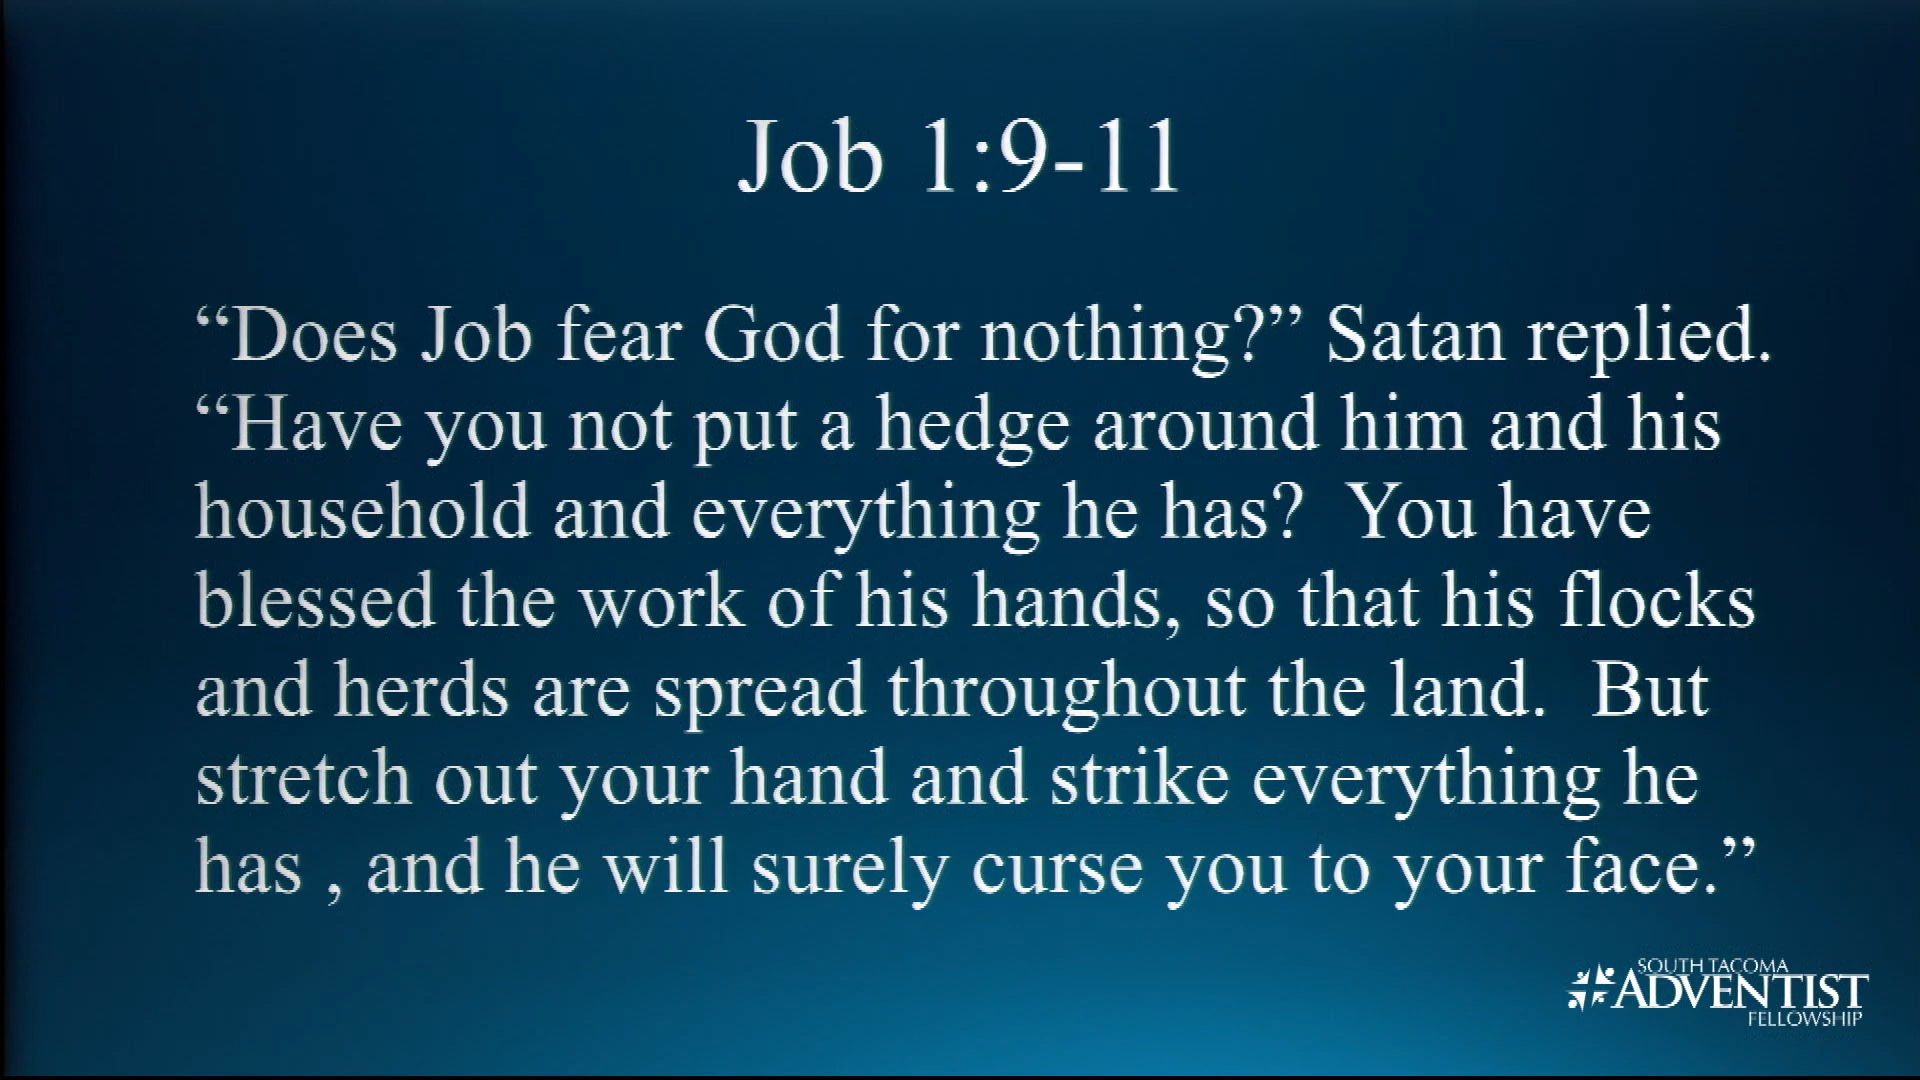 Job 1:9-11
“Does Job fear God for nothing?” Satan replied.
“Have you not put a hedge around him and his
household and everything he has?  You have
blessed the work of his hands, so that his flocks
and herds are spread throughout the land.  But
stretch out your hand and strike everything he
has , and he will surely curse you to your face.”
SOUTH TACOMA
ADVENTIST
FELLOWSHIP